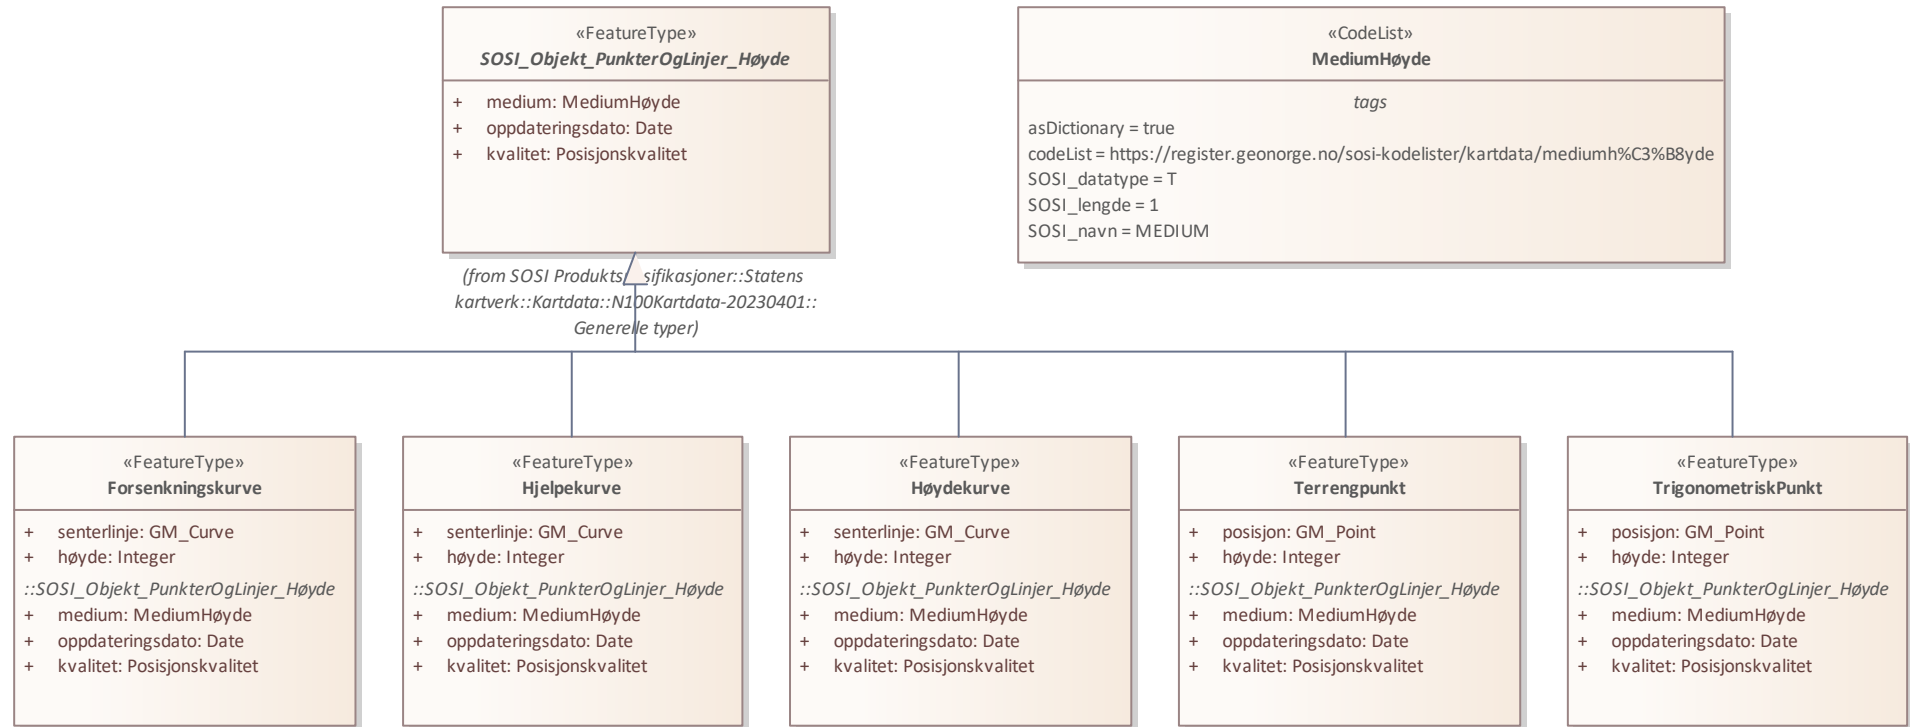 «FeatureType»
SOSI_Objekt_PunkterOgLinjer_Høyde
+ medium: MediumHøyde
+ oppdateringsdato: Date
+ kvalitet: Posisjonskvalitet
(from SOSI Produktspesifikasjoner::Statens
kartverk::Kartdata::N100Kartdata-20230401::
Generelle typer)
«CodeList»
MediumHøyde
tags
asDictionary = true
codeList = https://register.geonorge.no/sosi-kodelister/kartdata/mediumh%C3%B8yde
SOSI_datatype = T
SOSI_lengde = 1
SOSI_navn = MEDIUM
«FeatureType»
Forsenkningskurve
+ senterlinje: GM_Curve
+ høyde: Integer
::SOSI_Objekt_PunkterOgLinjer_Høyde
+ medium: MediumHøyde
+ oppdateringsdato: Date
+ kvalitet: Posisjonskvalitet
«FeatureType»
Hjelpekurve
+ senterlinje: GM_Curve
+ høyde: Integer
::SOSI_Objekt_PunkterOgLinjer_Høyde
+ medium: MediumHøyde
+ oppdateringsdato: Date
+ kvalitet: Posisjonskvalitet
«FeatureType»
Høydekurve
+ senterlinje: GM_Curve
+ høyde: Integer
::SOSI_Objekt_PunkterOgLinjer_Høyde
+ medium: MediumHøyde
+ oppdateringsdato: Date
+ kvalitet: Posisjonskvalitet
«FeatureType»
Terrengpunkt
+ posisjon: GM_Point
+ høyde: Integer
::SOSI_Objekt_PunkterOgLinjer_Høyde
+ medium: MediumHøyde
+ oppdateringsdato: Date
+ kvalitet: Posisjonskvalitet
«FeatureType»
TrigonometriskPunkt
+ posisjon: GM_Point
+ høyde: Integer
::SOSI_Objekt_PunkterOgLinjer_Høyde
+ medium: MediumHøyde
+ oppdateringsdato: Date
+ kvalitet: Posisjonskvalitet